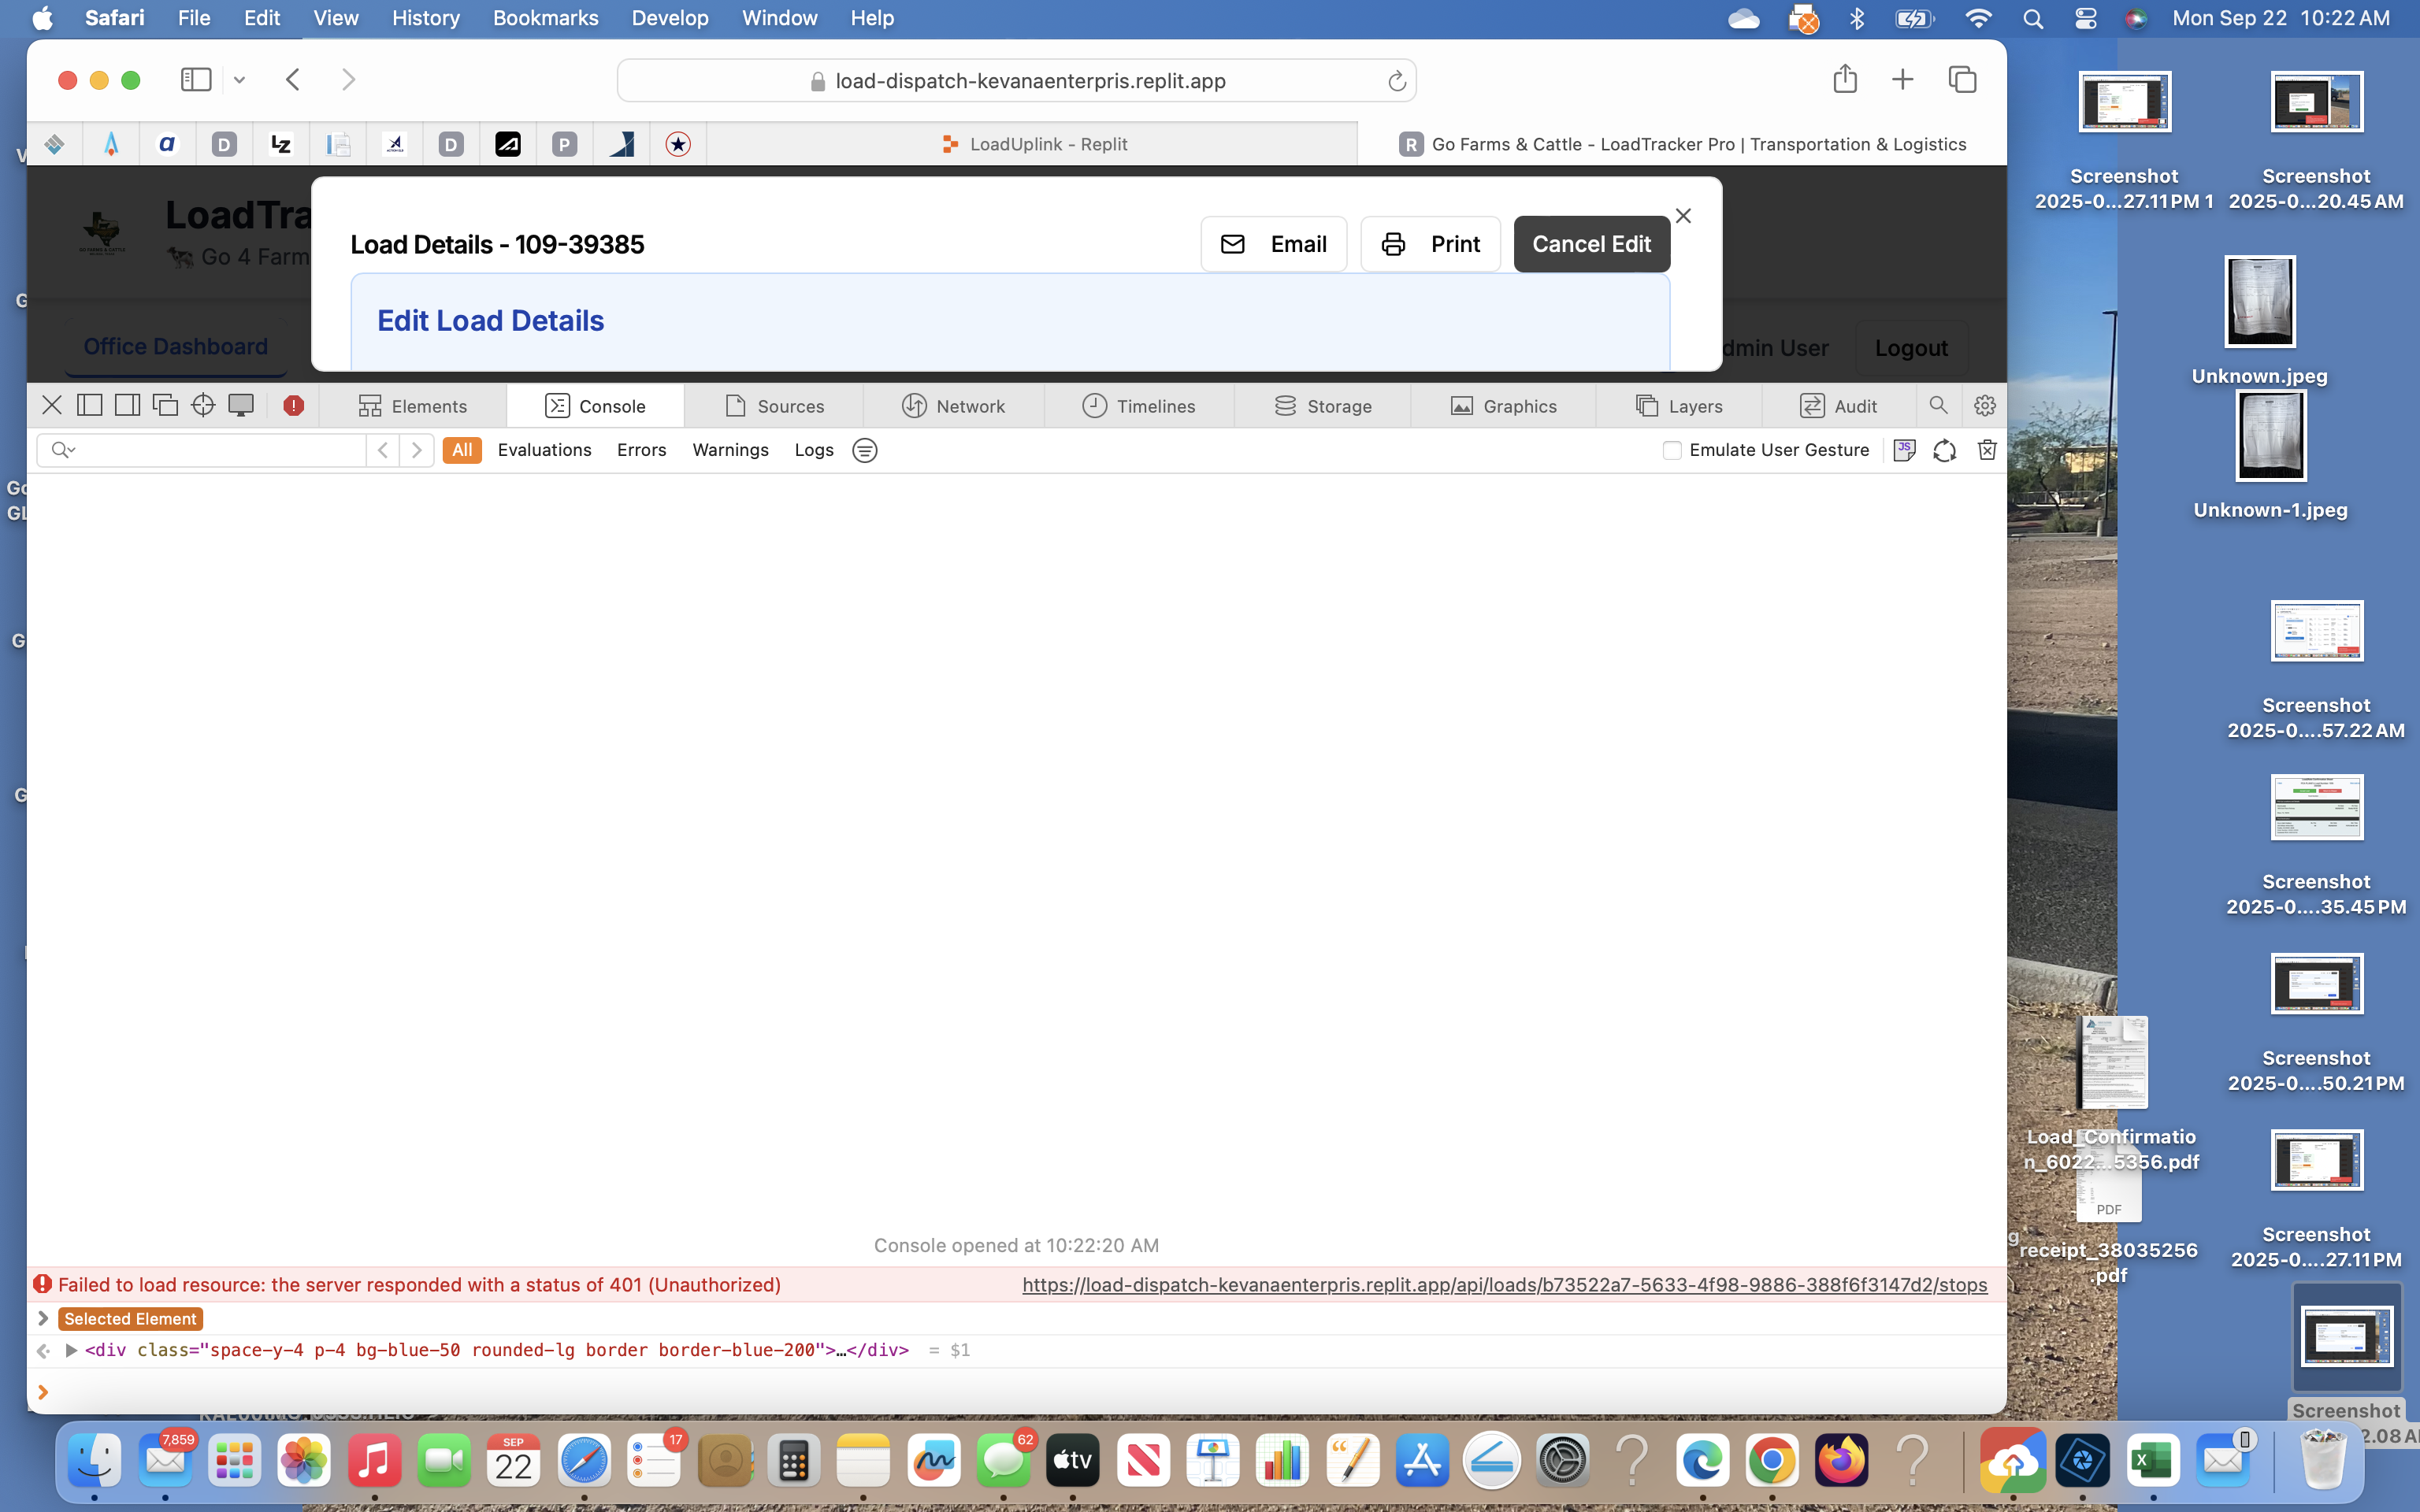 Safari File Edit View History Bookmarks Develop Window Help
Mon Sep 22 10:22 AM
load-dispatch-kevanaenterpris.replit.app
LoadUplink - Replit
Go Farms & Cattle - LoadTracker Pro | Transportation & Logistics
LoadTra
Go 4 Farm
Office Dashboard
dmin User
Logout
Load Details - 109-39385
Email
Print
Cancel Edit
Edit Load Details
Elements
Console
Sources
Network
Timelines
Storage
Graphics
Layers
Audit
All
Evaluations
Errors
Warnings
Logs
Emulate User Gesture
Console opened at 10:22:20 AM
Failed to load resource: the server responded with a status of 401 (Unauthorized)
https://load-dispatch-kevanaenterpris.replit.app/api/loads/b73522a7-5633-4f98-9886-388f6f3147d2/stops
Selected Element
<div class="space-y-4 p-4 bg-blue-50 rounded-lg border border-blue-200">…</div> = $1
Screenshot
2025-0...27.11 PM 1
Screenshot
2025-0...20.45 AM
Unknown.jpeg
Unknown-1.jpeg
Screenshot
2025-0....57.22 AM
Screenshot
2025-0....35.45 PM
Screenshot
2025-0....50.21 PM
Load_Confirmatio
n_6022...5356.pdf
PDF
receipt_38035256
.pdf
Screenshot
2025-0....27.11 PM
Screenshot
2.08 A
7,859
SEP
22
17
62
tv